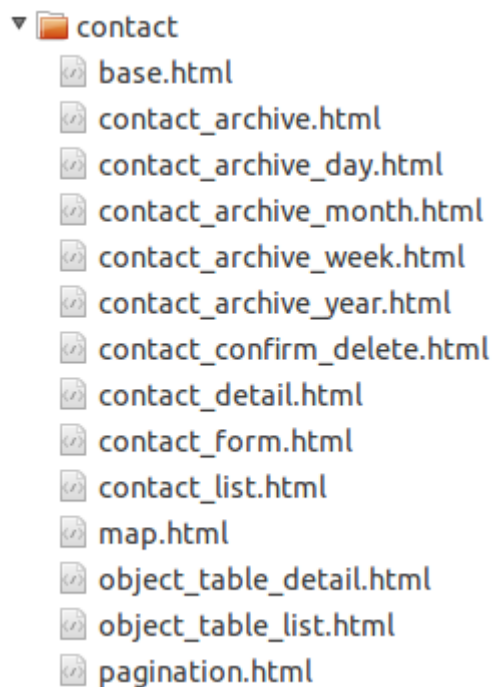 contact
base.html
contact_archive.html
contact_archive_day.html
contact_archive_month.html
contact_archive_week.html
contact_archive_year.html
contact_confirm_delete.html
contact_detail.html
contact_form.html
contact_list.html
map.html
object_table_detail.html
object_table_list.html
pagination.html